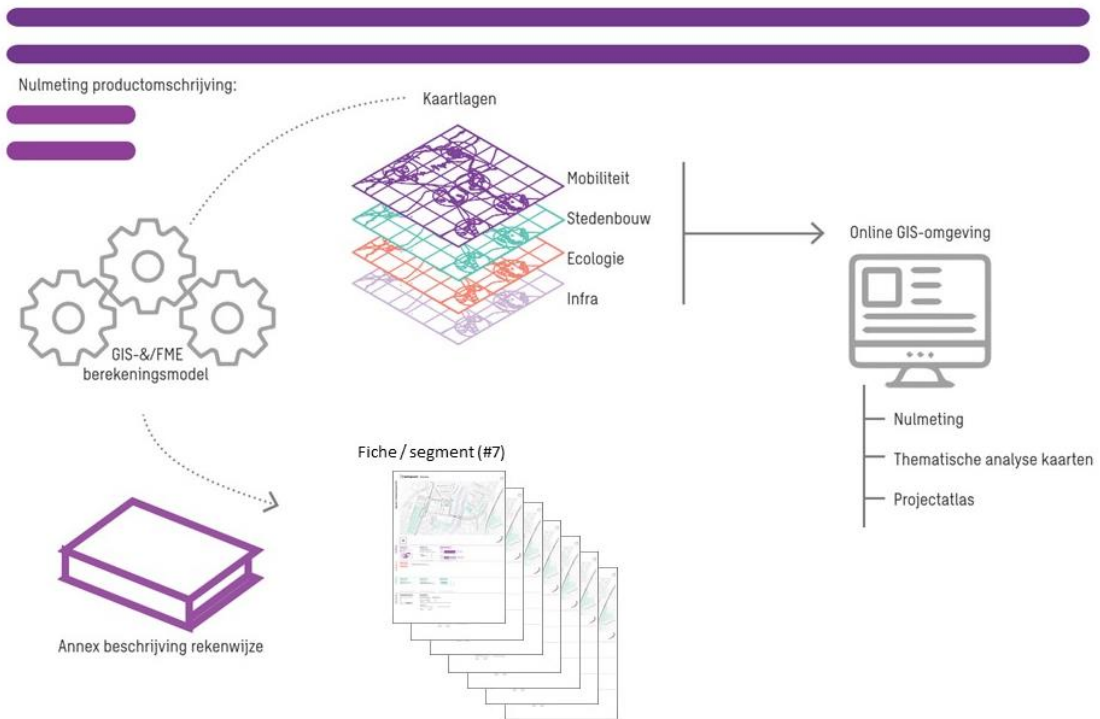 Nulmeting productomschrijving:
Kaartlagen
Mobiliteit
Stedenbouw
Ecologie
Infra
Online GIS-omgeving
GIS-&/FME
berekeningsmodel
Nulmeting
Thematische analyse kaarten
Projectatlas
Fiche / segment (#7)
Annex beschrijving rekenwijze